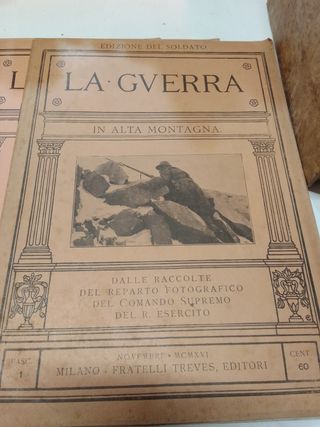 EDIZIONE DEL SOLDATO
LA · GVERRA
IN ALTA MONTAGNA.
DALLE RACCOLTE
DEL REPARTO FOTOGRAFICO
DEL COMANDO SUPREMO
DEL R. ESERCITO
FASC.
1
NOVEMBRE · MCMXVI
MILANO - FRATELLI TREVES, EDITORI
CENT.
60
L